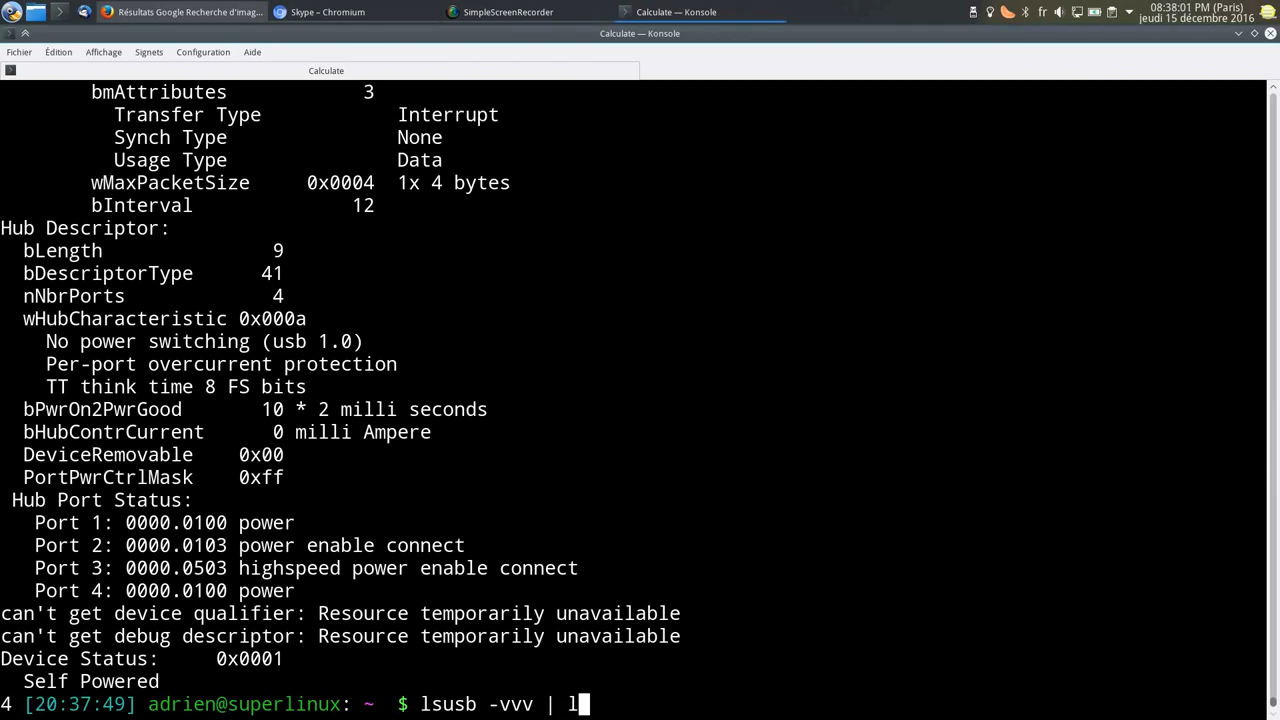 Résultats Google Recherche d'imag... Skype – Chromium SimpleScreenRecorder Calculate — Konsole fr 08:38:01 PM (Paris)
jeudi 15 décembre 2016
Calculate — Konsole
Fichier Édition Affichage Signets Configuration Aide
Calculate
bmAttributes 3
Transfer Type Interrupt
Synch Type None
Usage Type Data
wMaxPacketSize 0x0004 1x 4 bytes
bInterval 12
Hub Descriptor:
bLength 9
bDescriptorType 41
nNbrPorts 4
wHubCharacteristic 0x000a
No power switching (usb 1.0)
Per-port overcurrent protection
TT think time 8 FS bits
bPwrOn2PwrGood 10 * 2 milli seconds
bHubContrCurrent 0 milli Ampere
DeviceRemovable 0x00
PortPwrCtrlMask 0xff
Hub Port Status:
Port 1: 0000.0100 power
Port 2: 0000.0103 power enable connect
Port 3: 0000.0503 highspeed power enable connect
Port 4: 0000.0100 power
can't get device qualifier: Resource temporarily unavailable
can't get debug descriptor: Resource temporarily unavailable
Device Status: 0x0001
Self Powered
4 [20:37:49] adrien@superlinux: ~ $ lsusb -vvv | l